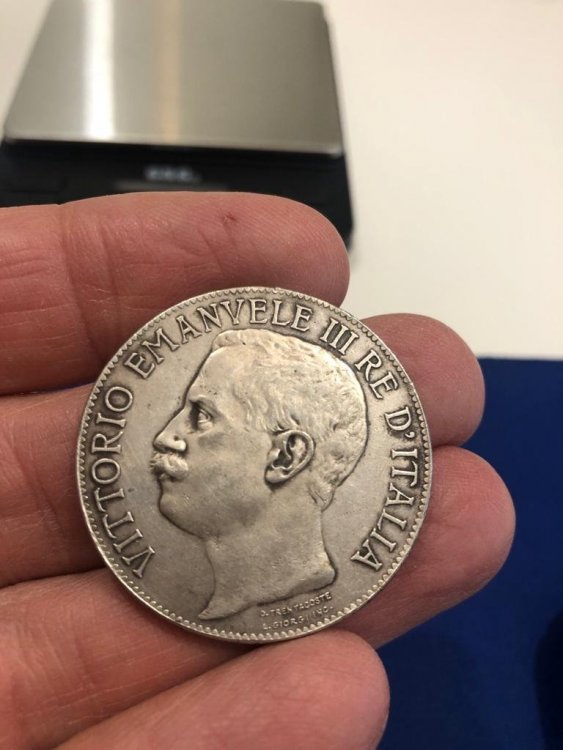 VITTORIO EMANVELE III RE D'ITALIA
D. TRENTACOSTE
L. GIORGI INC.